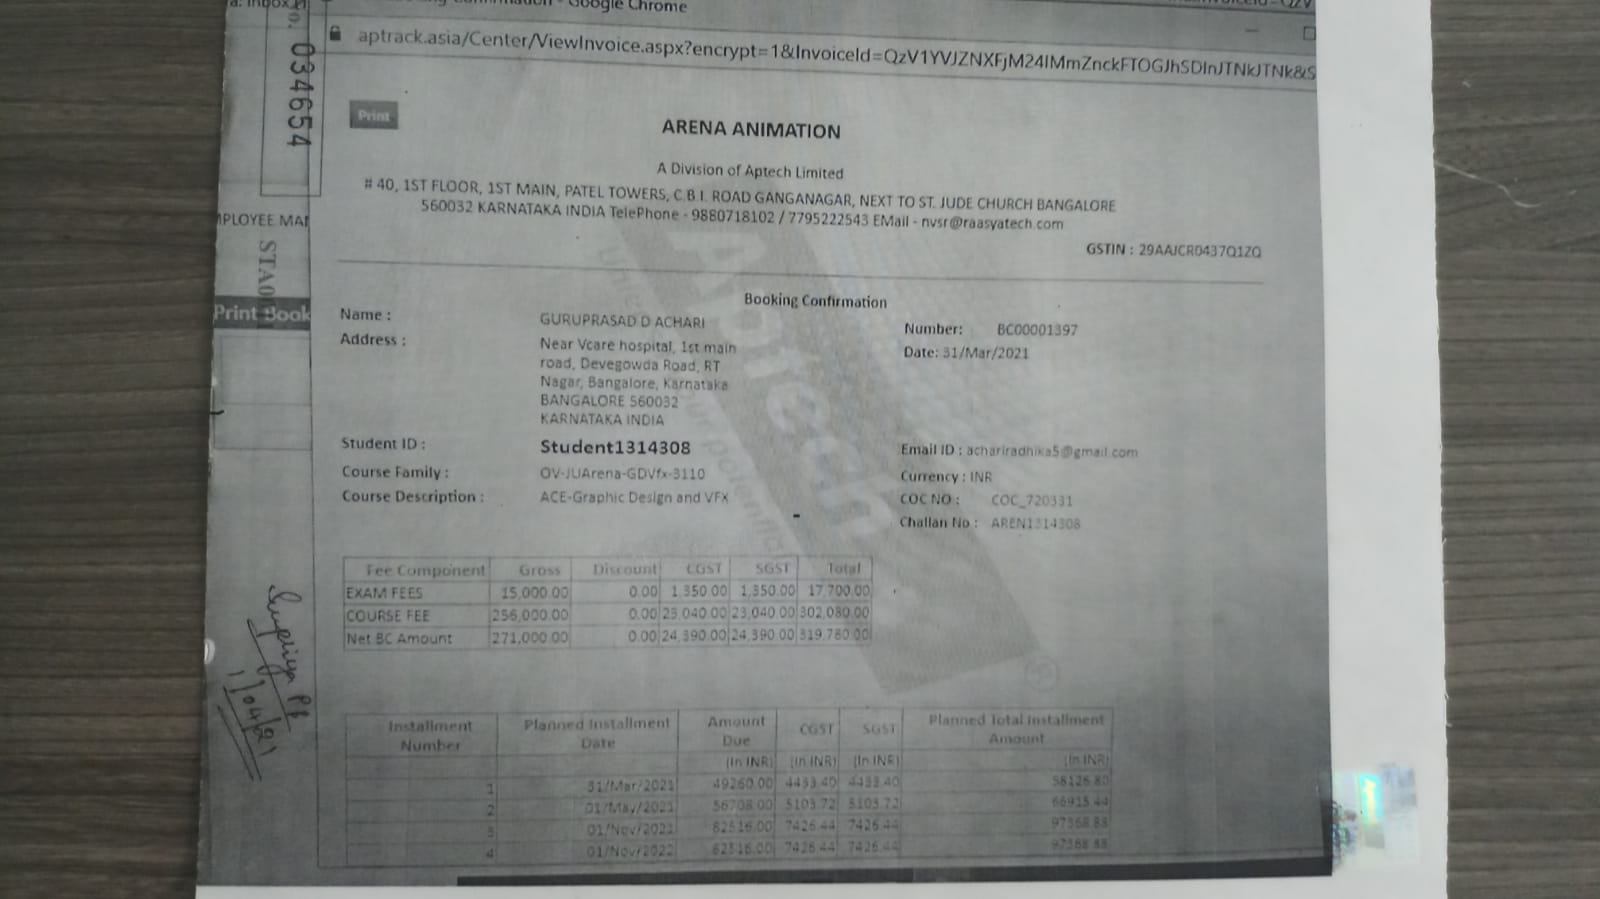 Google Chrome
aptrack.asia/Center/ViewInvoice.aspx?encrypt=1&InvoiceId=QzV1YVJZNXFjM24lMmZnckFTOGJhSDlnJTNkJTNk&S
034654
Print
ARENA ANIMATION
A Division of Aptech Limited
# 40, 1ST FLOOR, 1ST MAIN, PATEL TOWERS, C.B.I. ROAD GANGANAGAR, NEXT TO ST. JUDE CHURCH BANGALORE
560032 KARNATAKA INDIA TelePhone - 9880718102 / 7795222543 EMail - nvsr@raasyatech.com
GSTIN : 29AAJCR0437Q1ZQ
PLOYEE MA
STA
Print Book
Booking Confirmation
Name : GURUPRASAD D ACHARI
Number: BC00001397
Address : Near Vcare hospital, 1st main
road, Devegowda Road, RT
Nagar, Bangalore, Karnataka
BANGALORE 560032
KARNATAKA INDIA
Date: 31/Mar/2021
Student ID : Student1314308
Email ID : achariradhika5@gmail.com
Course Family : OV-JUArena-GDVfx-3110
Currency : INR
Course Description : ACE-Graphic Design and VFX
COC NO : COC_720331
Challan No : AREN1314308
Fee Component Gross Discount CGST SGST Total
EXAM FEES 15,000.00 0.00 1,350.00 1,350.00 17,700.00
COURSE FEE 256,000.00 0.00 23,040.00 23,040.00 302,080.00
Net BC Amount 271,000.00 0.00 24,390.00 24,390.00 319,780.00
Installment Number Planned Installment Date Amount Due CGST SGST Planned Total Installment Amount
(In INR) (In INR) (In INR) (In INR)
1 31/Mar/2021 49260.00 4433.40 4433.40 58126.80
2 01/May/2021 56708.00 5103.72 5103.72 66915.44
3 01/Nov/2021 82516.00 7426.44 7426.44 97368.88
4 01/Nov/2022 82516.00 7426.44 7426.44 97368.88
Aptech
Supriya
1/04/21